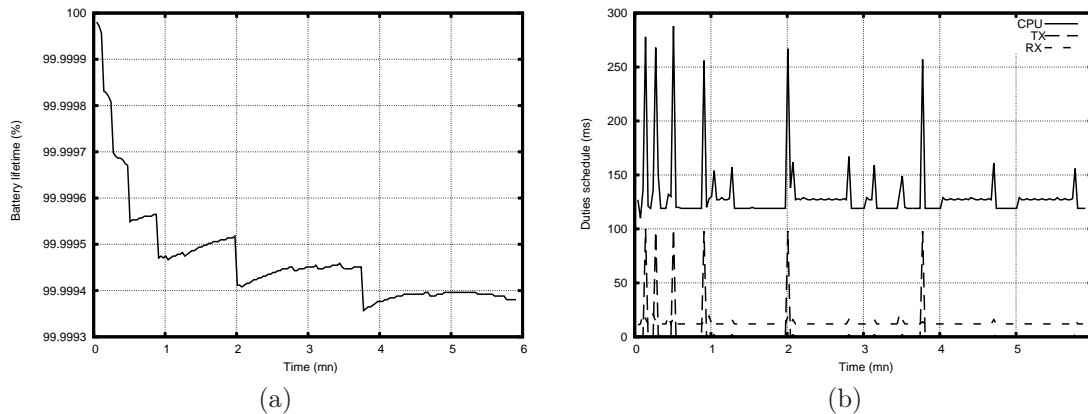 100
99.9999
99.9998
99.9997
99.9996
99.9995
99.9994
99.9993
Battery lifetime (%)
0 1 2 3 4 5 6
Time (mn)
(a)
300
250
200
150
100
50
0
Duties schedule (ms)
CPU
TX
RX
0 1 2 3 4 5
Time (mn)
(b)